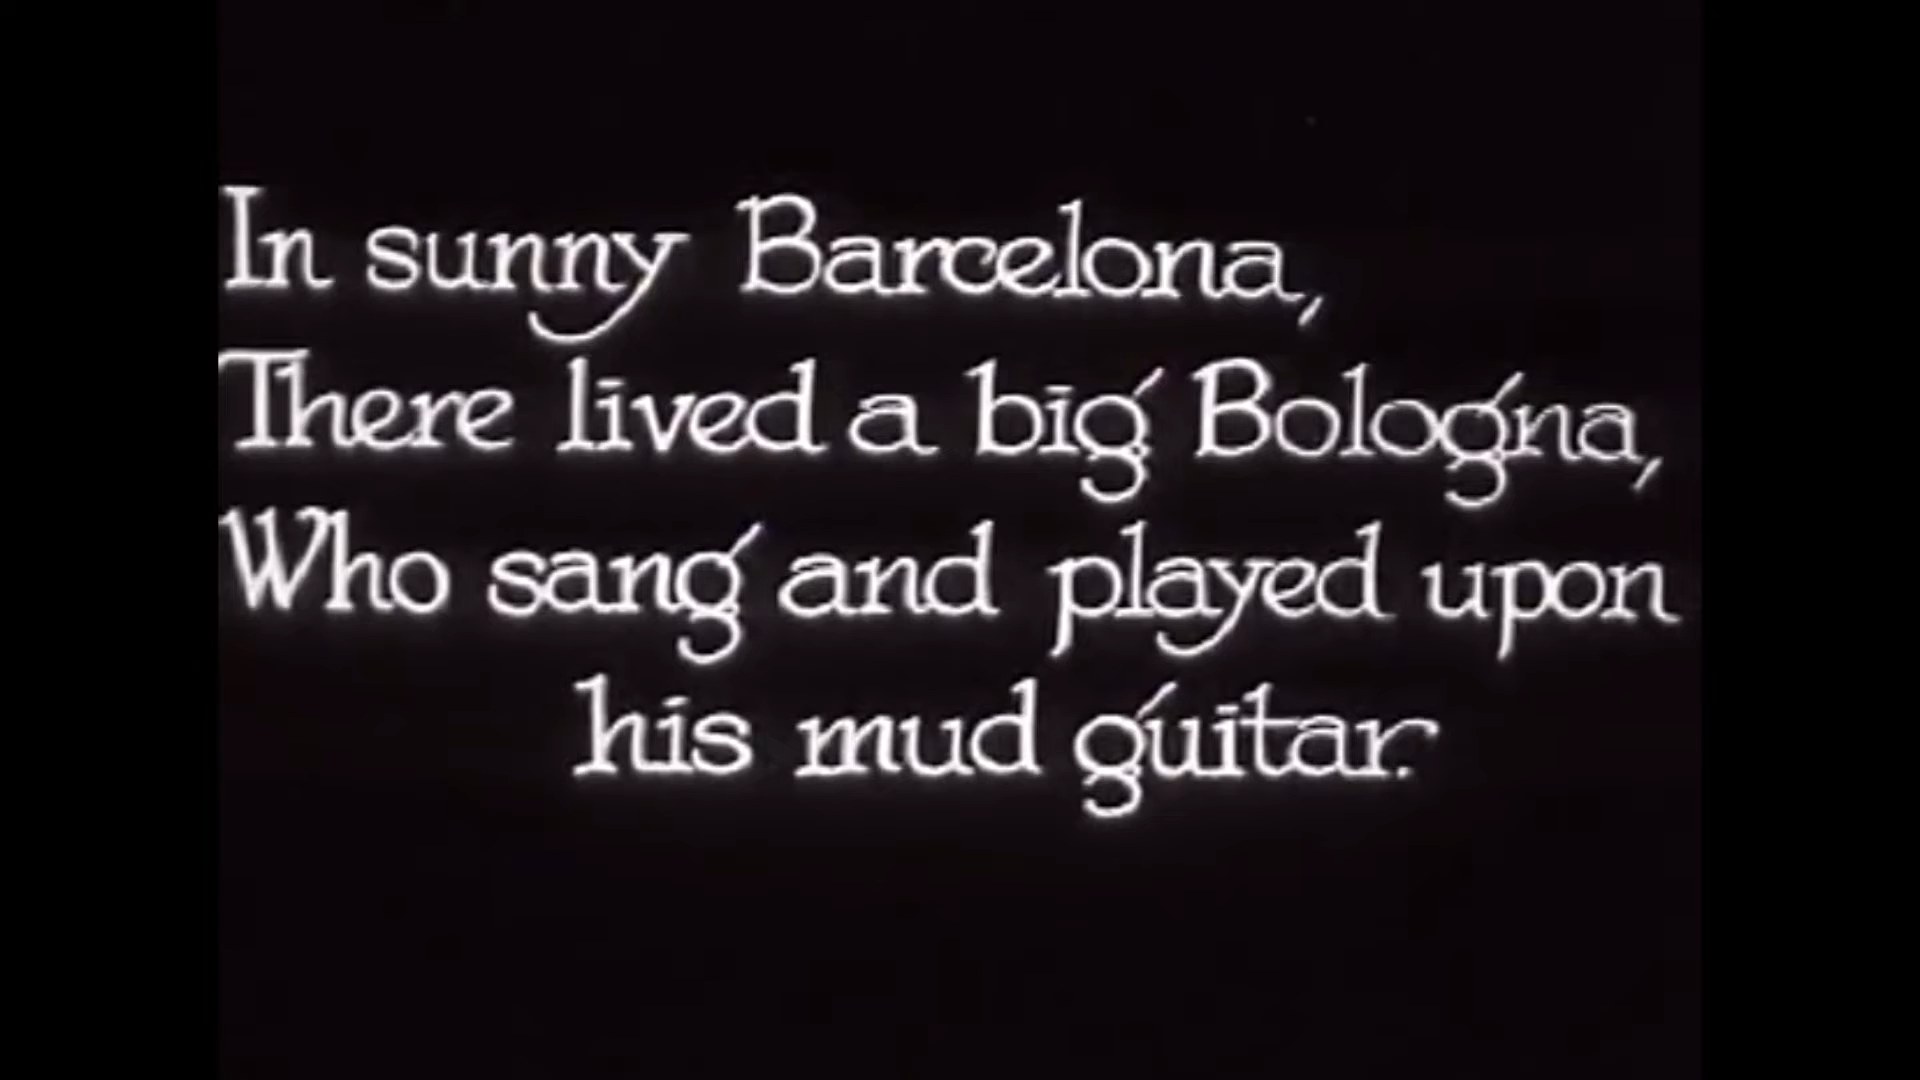 In sunny Barcelona,
There lived a big Bologna,
Who sang and played upon
his mud guitar.